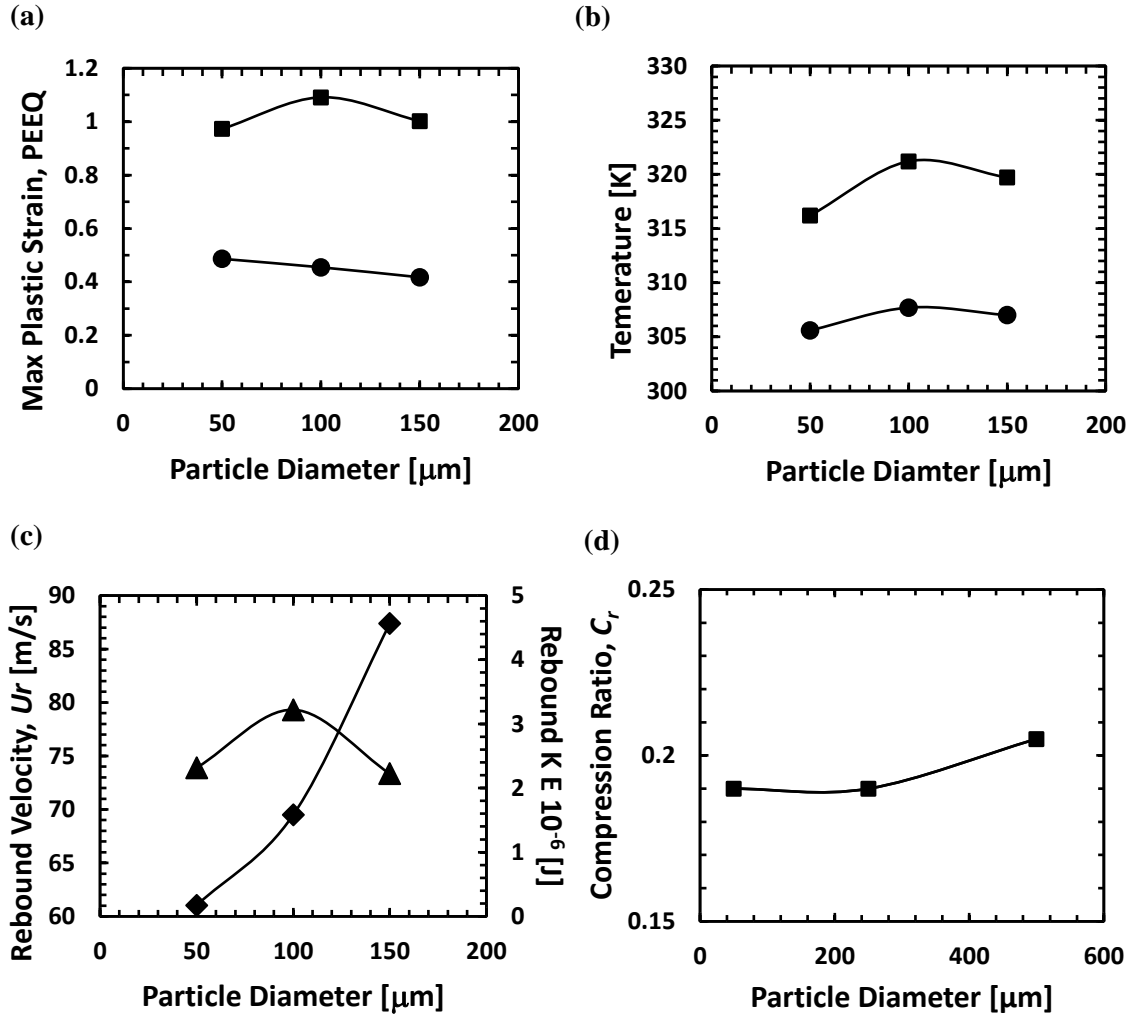 (a)
Max Plastic Strain, PEEQ
1.2
1
0.8
0.6
0.4
0.2
0
0 50 100 150 200
Particle Diameter [μm]
(b)
Temerature [K]
330
325
320
315
310
305
300
0 50 100 150 200
Particle Diamter [μm]
(c)
Rebound Velocity, Ur [m/s]
90
85
80
75
70
65
60
5
4
3
2
1
0
Rebound K E 10-6 [J]
0 50 100 150 200
Particle Diameter [μm]
(d)
Compression Ratio, Cr
0.25
0.2
0.15
0 200 400 600
Particle Diameter [μm]